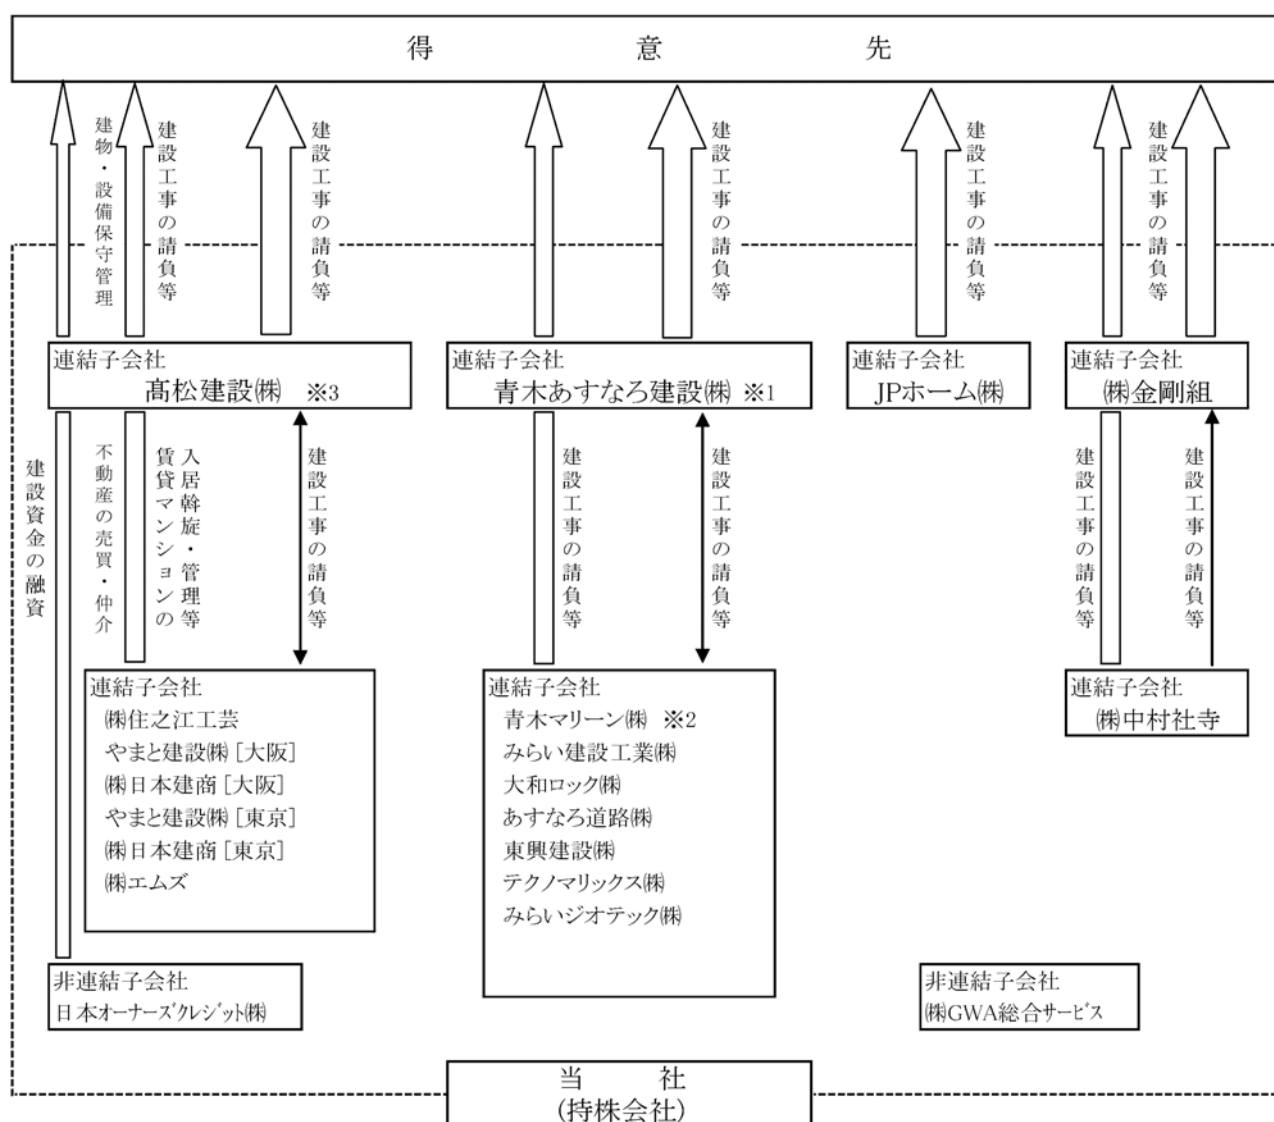 得意先
建物・設備保守管理
建設工事の請負等
建設工事の請負等
建設工事の請負等
建設工事の請負等
建設工事の請負等
連結子会社
髙松建設㈱ ※3
連結子会社
青木あすなろ建設㈱ ※1
連結子会社
JPホーム㈱
連結子会社
㈱金剛組
建設資金の融資
不動産の売買・仲介
入居斡旋・管理等
賃貸マンションの
建設工事の請負等
建設工事の請負等
建設工事の請負等
建設工事の請負等
建設工事の請負等
連結子会社
㈱住之江工芸
やまと建設㈱ [大阪]
㈱日本建商 [大阪]
やまと建設㈱ [東京]
㈱日本建商 [東京]
㈱エムズ
連結子会社
青木マリーン㈱ ※2
みらい建設工業㈱
大和ロック㈱
あすなろ道路㈱
東興建設㈱
テクノマリックス㈱
みらいジオテック㈱
連結子会社
㈱中村社寺
非連結子会社
日本オーナーズクレジット㈱
非連結子会社
㈱GWA総合サービス
当社
(持株会社)